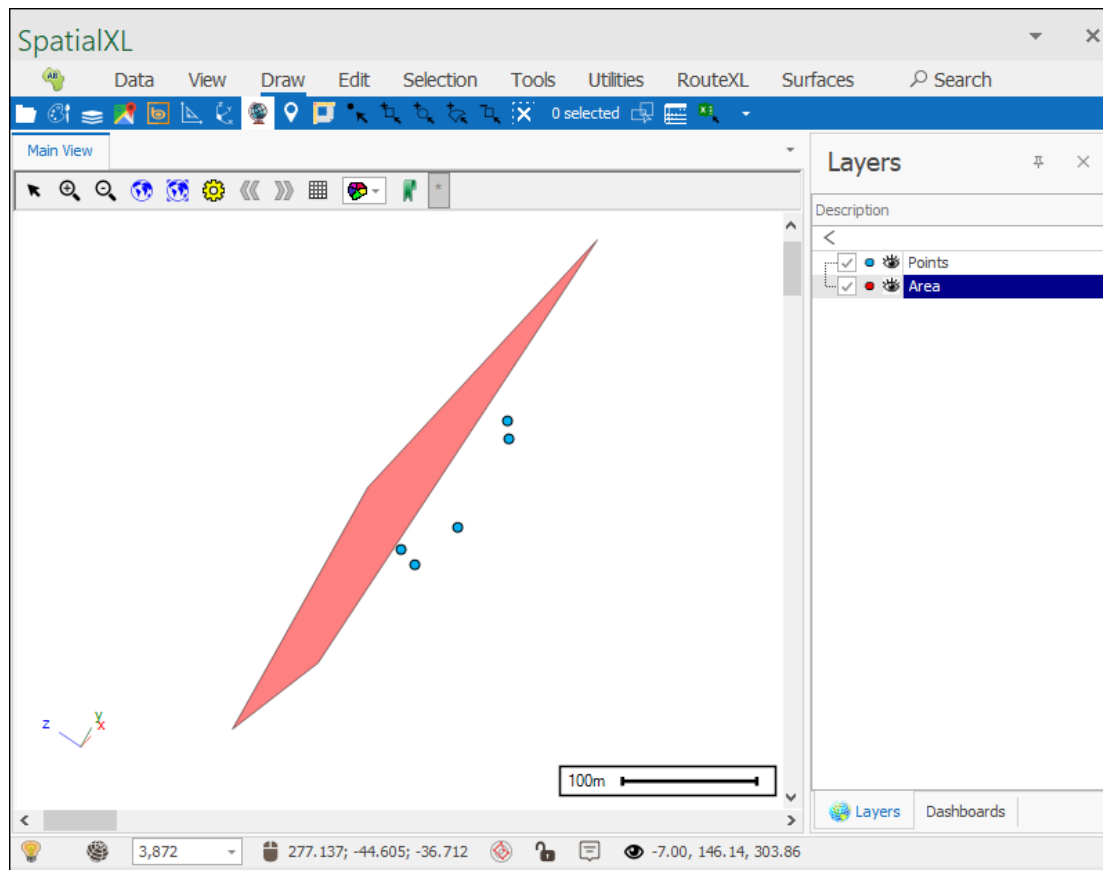 SpatialXL
AB Data View Draw Edit Selection Tools Utilities RouteXL Surfaces Search
0 selected
Main View
Layers
Description
<
Points
Area
z y x
100m
Layers Dashboards
3,872 277.137; -44.605; -36.712 -7.00, 146.14, 303.86